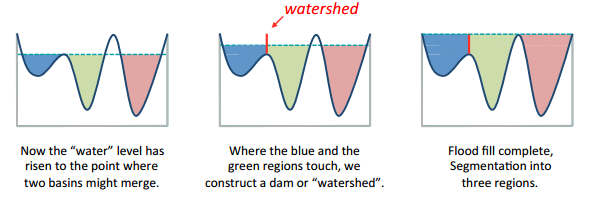 watershed
Now the “water” level has
risen to the point where
two basins might merge.
Where the blue and the
green regions touch, we
construct a dam or “watershed”.
Flood fill complete,
Segmentation into
three regions.